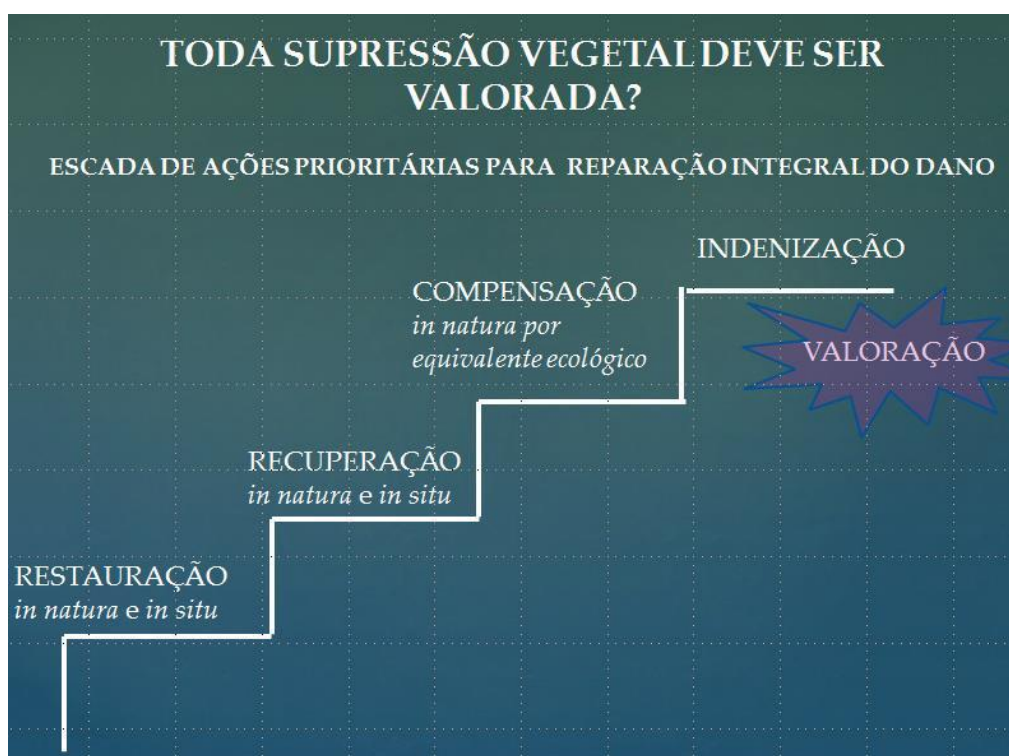 TODA SUPRESSÃO VEGETAL DEVE SER
VALORADA?
ESCADA DE AÇÕES PRIORITÁRIAS PARA REPARAÇÃO INTEGRAL DO DANO
INDENIZAÇÃO
VALORAÇÃO
COMPENSAÇÃO
in natura por
equivalente ecológico
RECUPERAÇÃO
in natura e in situ
RESTAURAÇÃO
in natura e in situ